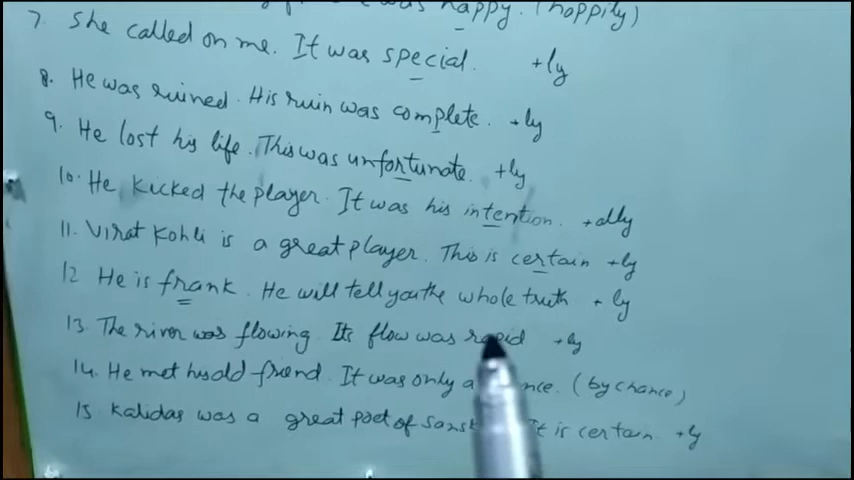 was happy. (happily)
7. She called on me. It was special. +ly
8. He was ruined. His ruin was complete. +ly
9. He lost his life. This was unfortunate. +ly
10. He kicked the player. It was his intention. +ally
11. Virat Kohli is a great player. This is certain +ly
12 He is frank. He will tell you the whole truth +ly
13. The river was flowing. Its flow was rapid +ly
14. He met his old friend. It was only a (by chance)
15 Kalidas was a great poet of It is certain. +ly